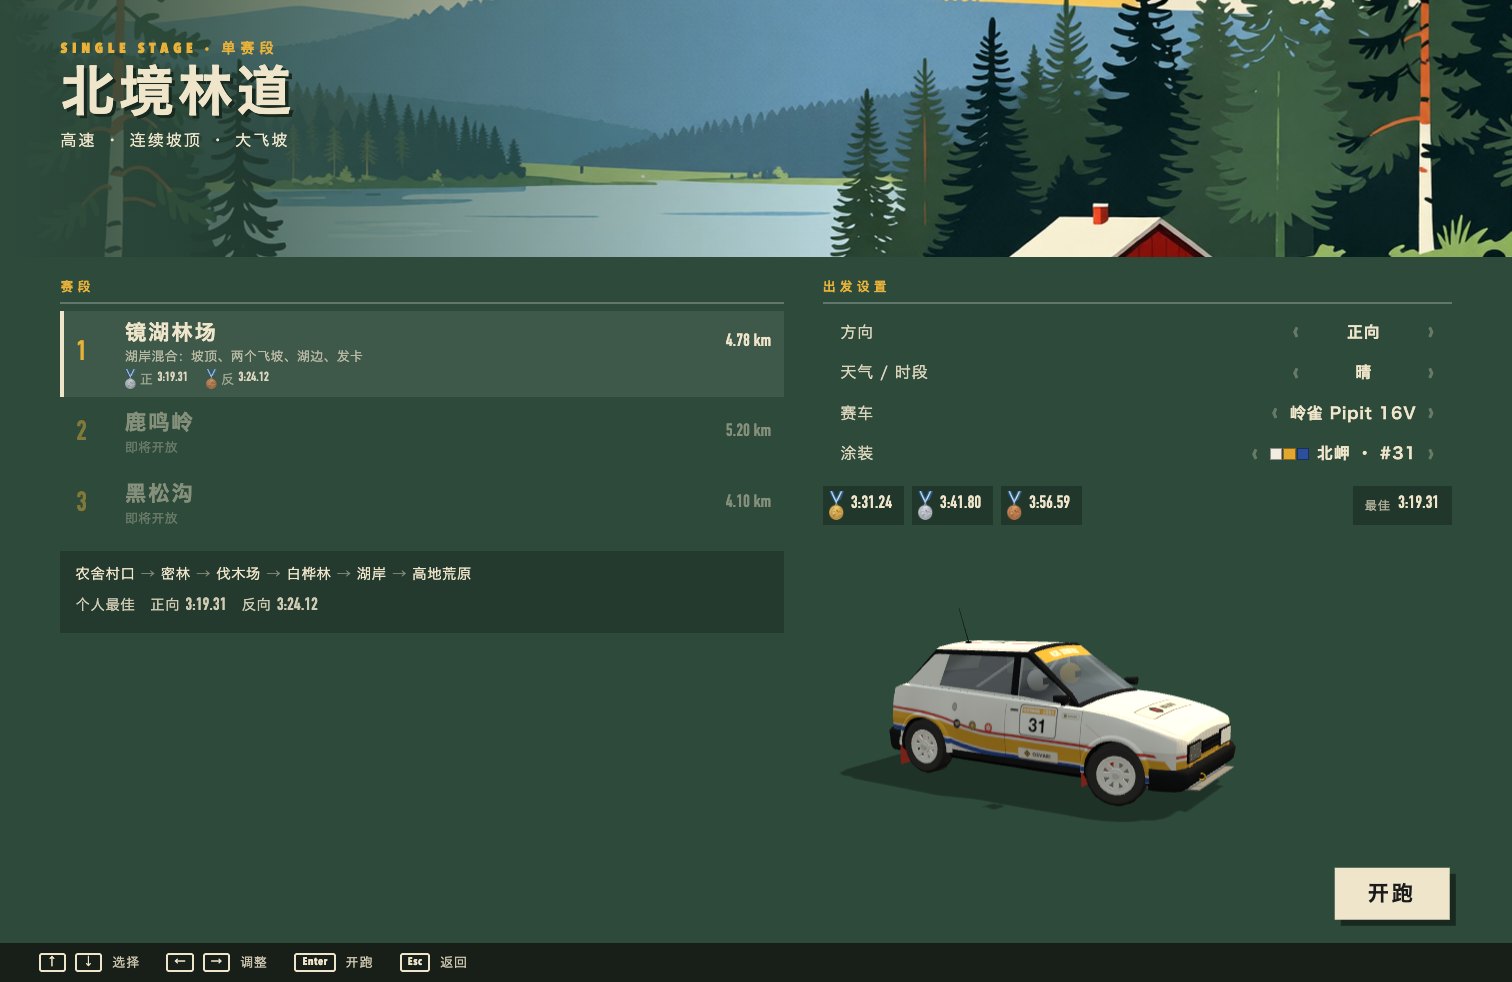 SINGLE STAGE · 单赛段
北境林道
高速 · 连续坡顶 · 大飞坡
赛段
1 镜湖林场 4.78 km
湖岸混合：坡顶、两个飞坡、湖边、发卡
正 3:19.31 反 3:24.12
2 鹿鸣岭 5.20 km
即将开放
3 黑松沟 4.10 km
即将开放
农舍村口 → 密林 → 伐木场 → 白桦林 → 湖岸 → 高地荒原
个人最佳 正向 3:19.31 反向 3:24.12
出发设置
方向 正向
天气 / 时段 晴
赛车 岭雀 Pipit 16V
涂装 北岬 · #31
3:31.24 3:41.80 3:56.59 最佳 3:19.31
31
开跑
↑ ↓ 选择 ← → 调整 Enter 开跑 Esc 返回